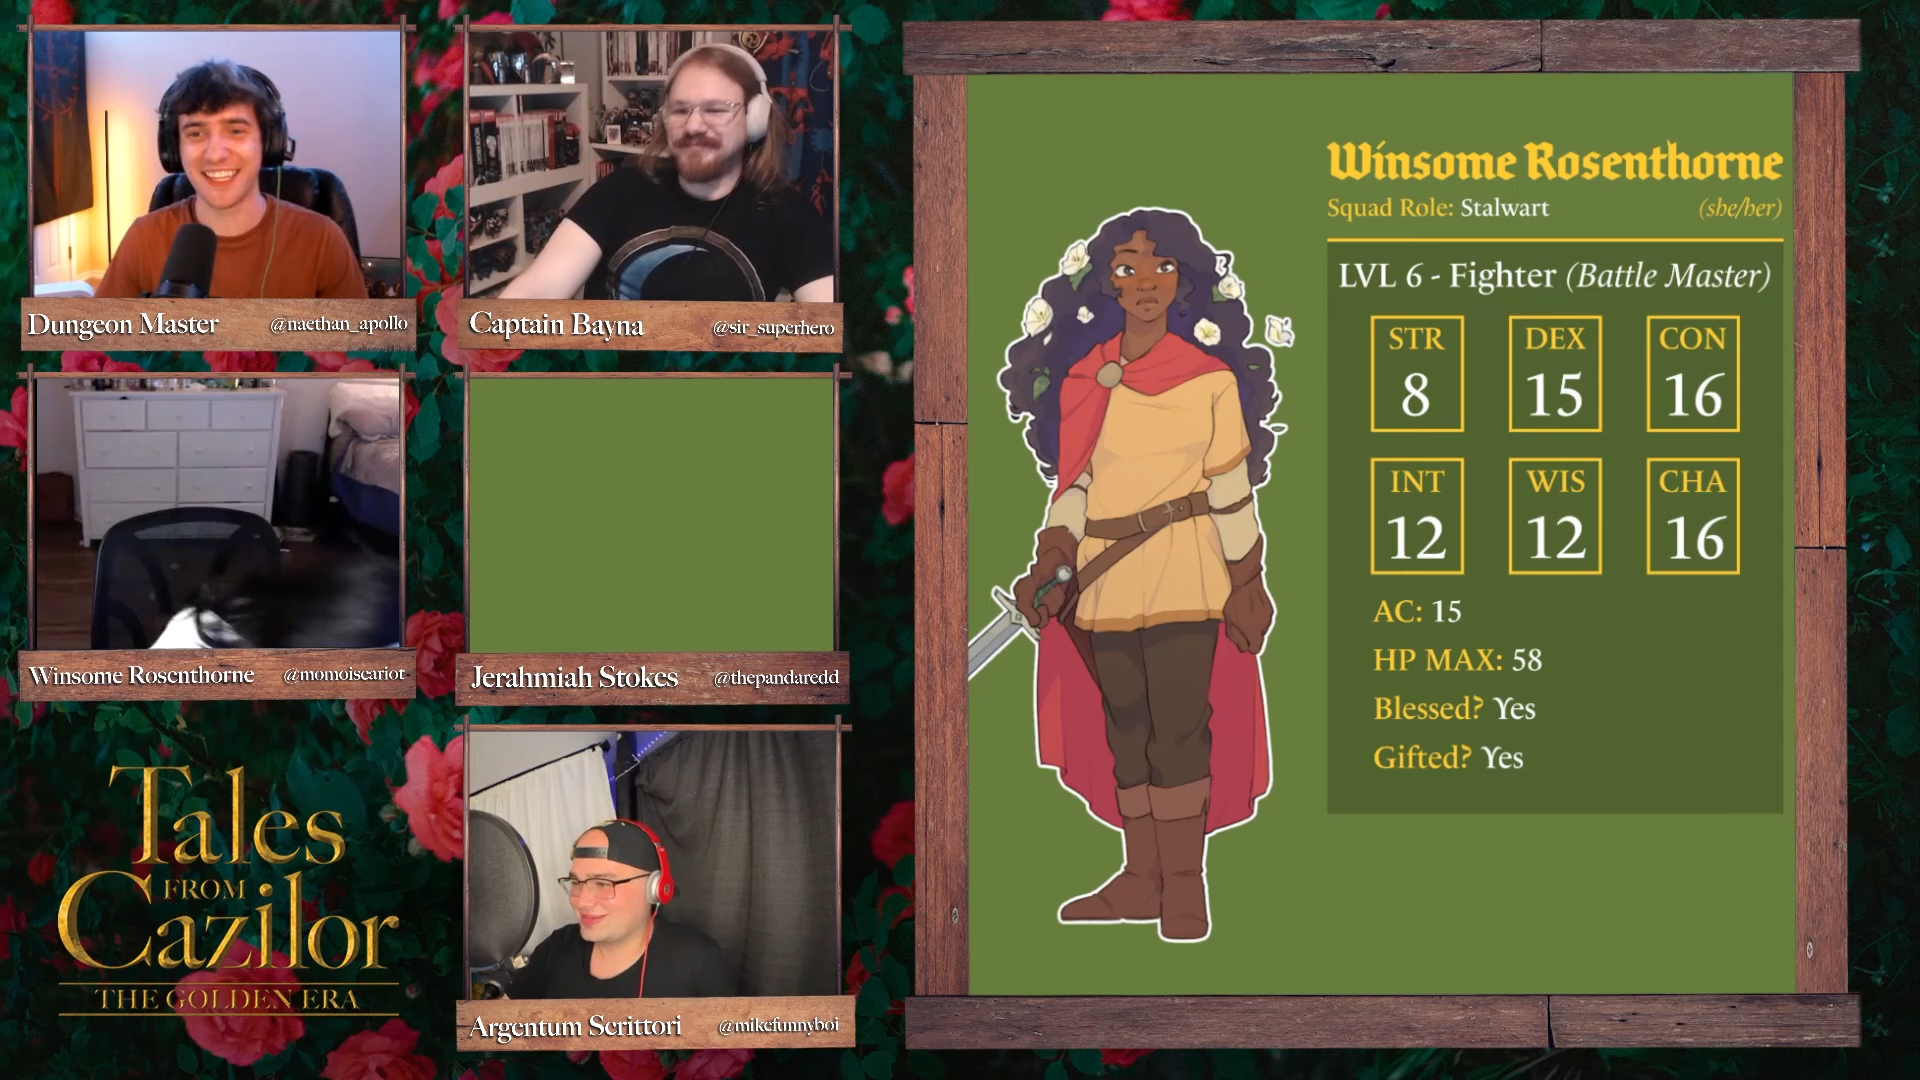 Dungeon Master @naethan_apollo
Captain Bayna @sir_superhero
Winsome Rosenthorne @momoiscariot
Jerahmiah Stokes @thepandaredd
Tales
FROM
Cazilor
THE GOLDEN ERA
Argentum Scrittori @mikefunnyboi
Winsome Rosenthorne
Squad Role: Stalwart (she/her)
LVL 6 - Fighter (Battle Master)
STR DEX CON
8 15 16
INT WIS CHA
12 12 16
AC: 15
HP MAX: 58
Blessed? Yes
Gifted? Yes